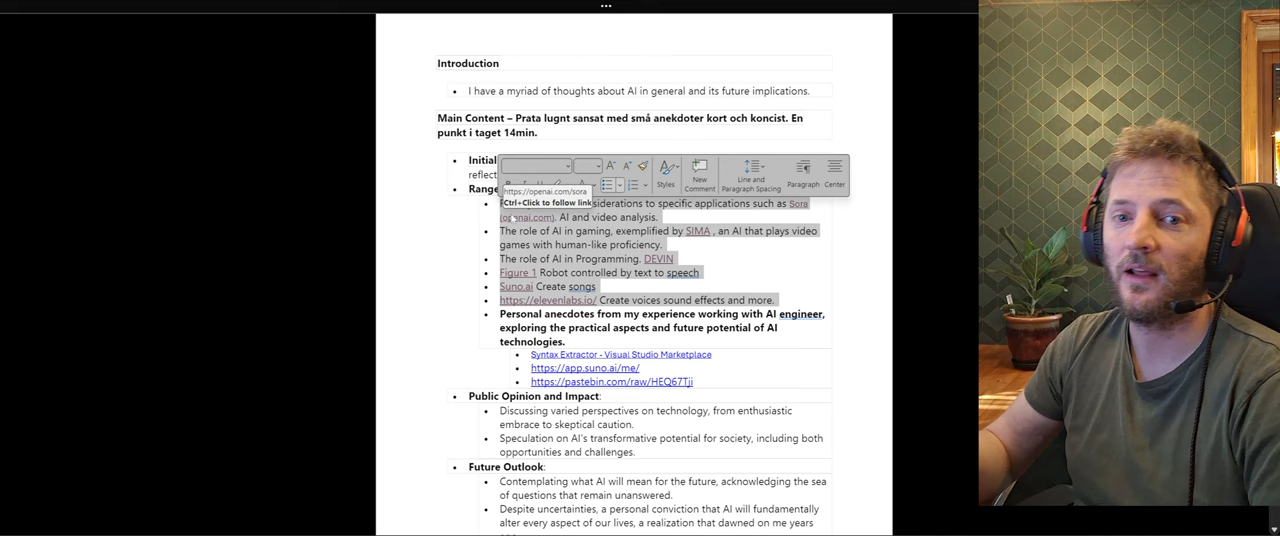 Introduction
I have a myriad of thoughts about AI in general and its future implications.
Main Content – Prata lugnt sansat med små anekdoter kort och koncist. En
punkt i taget 14min.
Initial
reflect
Styles
New
Comment
Line and
Paragraph Spacing
Paragraph
Center
https://openai.com/sora
Ctrl+Click to follow link
Range
siderations to specific applications such as Sora
(openai.com). AI and video analysis.
The role of AI in gaming, exemplified by SIMA , an AI that plays video
games with human-like proficiency.
The role of AI in Programming. DEVIN
Figure 1 Robot controlled by text to speech
Suno.ai Create songs
https://elevenlabs.io/ Create voices sound effects and more.
Personal anecdotes from my experience working with AI engineer,
exploring the practical aspects and future potential of AI
technologies.
Syntax Extractor - Visual Studio Marketplace
https://app.suno.ai/me/
https://pastebin.com/raw/HEQ67Tji
Public Opinion and Impact:
Discussing varied perspectives on technology, from enthusiastic
embrace to skeptical caution.
Speculation on AI's transformative potential for society, including both
opportunities and challenges.
Future Outlook:
Contemplating what AI will mean for the future, acknowledging the sea
of questions that remain unanswered.
Despite uncertainties, a personal conviction that AI will fundamentally
alter every aspect of our lives, a realization that dawned on me years